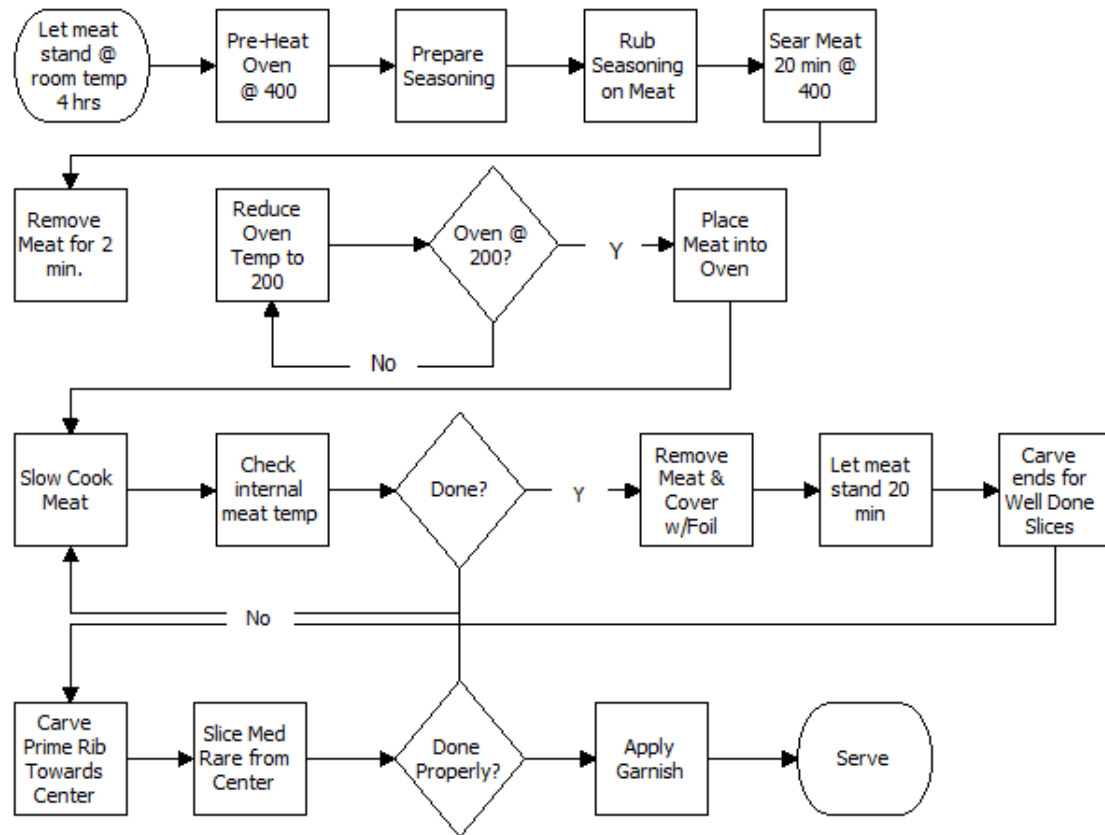 Let meat
stand @
room temp
4 hrs
Pre-Heat
Oven
@ 400
Prepare
Seasoning
Rub
Seasoning
on Meat
Sear Meat
20 min @
400
Remove
Meat for 2
min.
Reduce
Oven
Temp to
200
Oven @
200?
Y
Place
Meat into
Oven
No
Slow Cook
Meat
Check
internal
meat temp
Done?
Y
Remove
Meat &
Cover
w/Foil
Let meat
stand 20
min
Carve
ends for
Well Done
Slices
No
Carve
Prime Rib
Towards
Center
Slice Med
Rare from
Center
Done
Properly?
Apply
Garnish
Serve